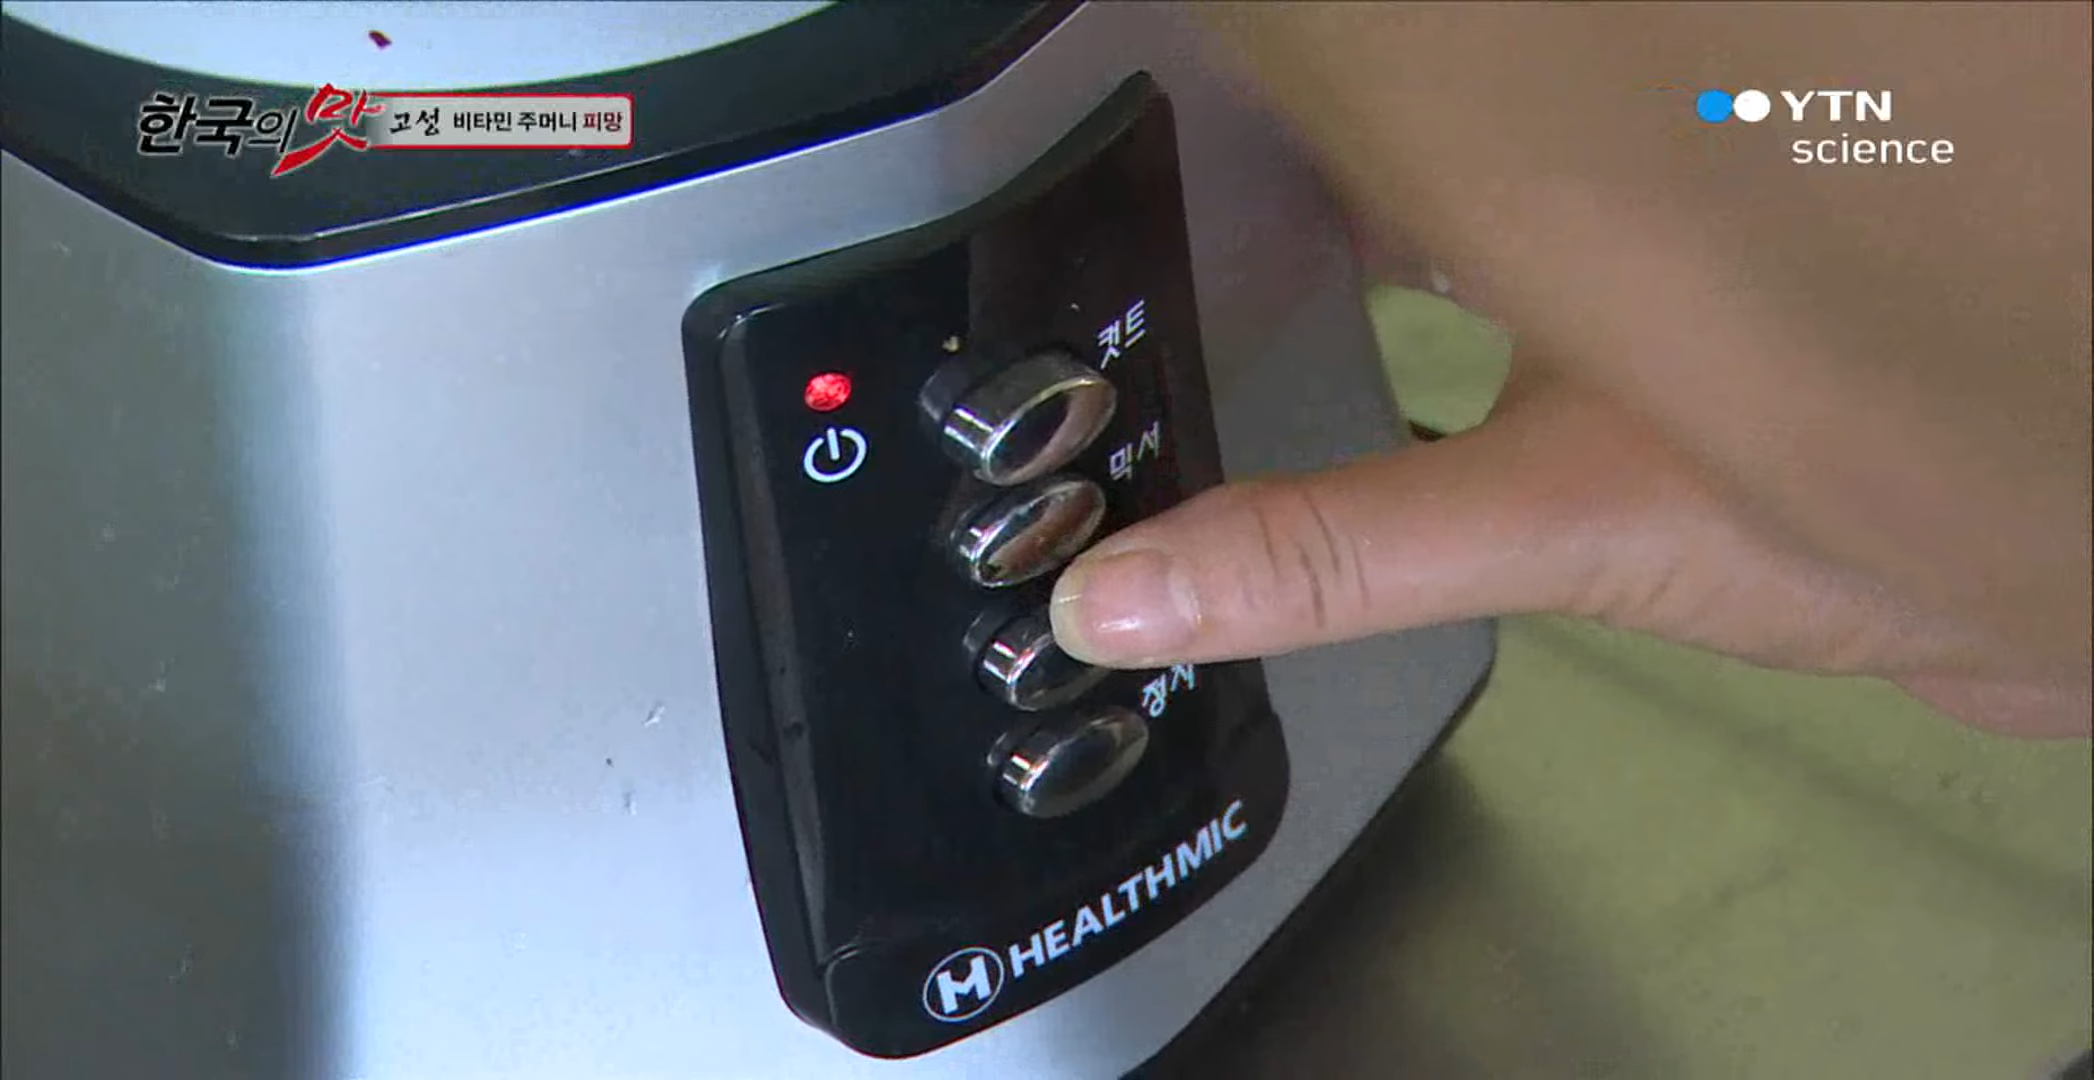 한국의 맛 고성 비타민 주머니 피망
YTN
science
컷트
믹서
정지
HEALTHMIC